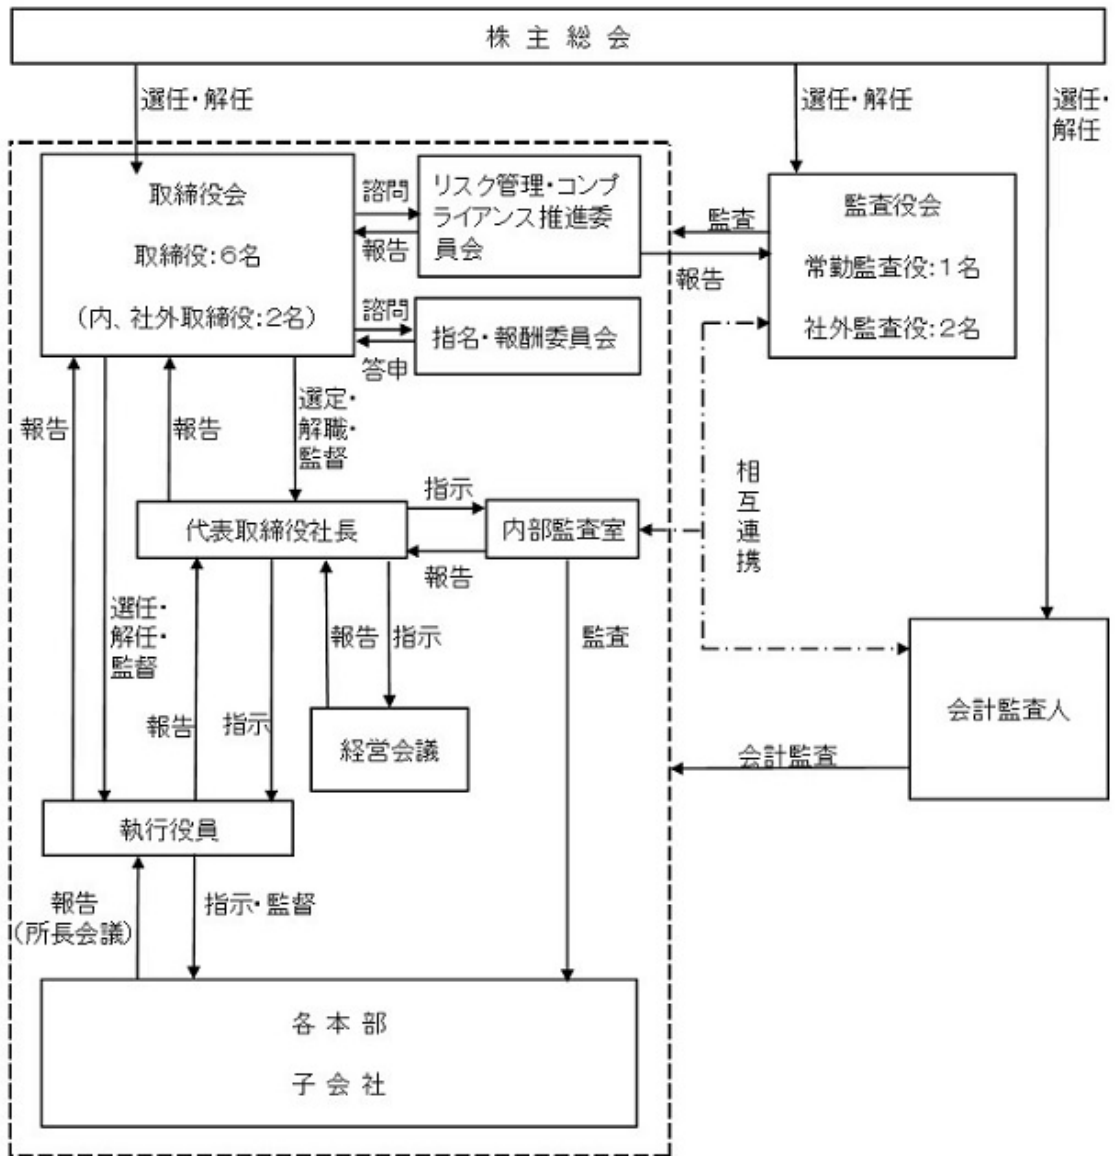 株 主 総 会
選任・解任
選任・解任
選任・
解任
取締役会
取締役:6名
(内、社外取締役:2名)
諮問
報告
リスク管理・コンプ
ライアンス推進委
員会
諮問
答申
指名・報酬委員会
監査
報告
監査役会
常勤監査役:1名
社外監査役:2名
報告
報告
選定・
解職・
監督
代表取締役社長
指示
報告
内部監査室
相
互
連
携
選任・
解任・
監督
報告
指示
報告
指示
監査
経営会議
会計監査人
会計監査
執行役員
報告
(所長会議)
指示・監督
各 本 部
子 会 社